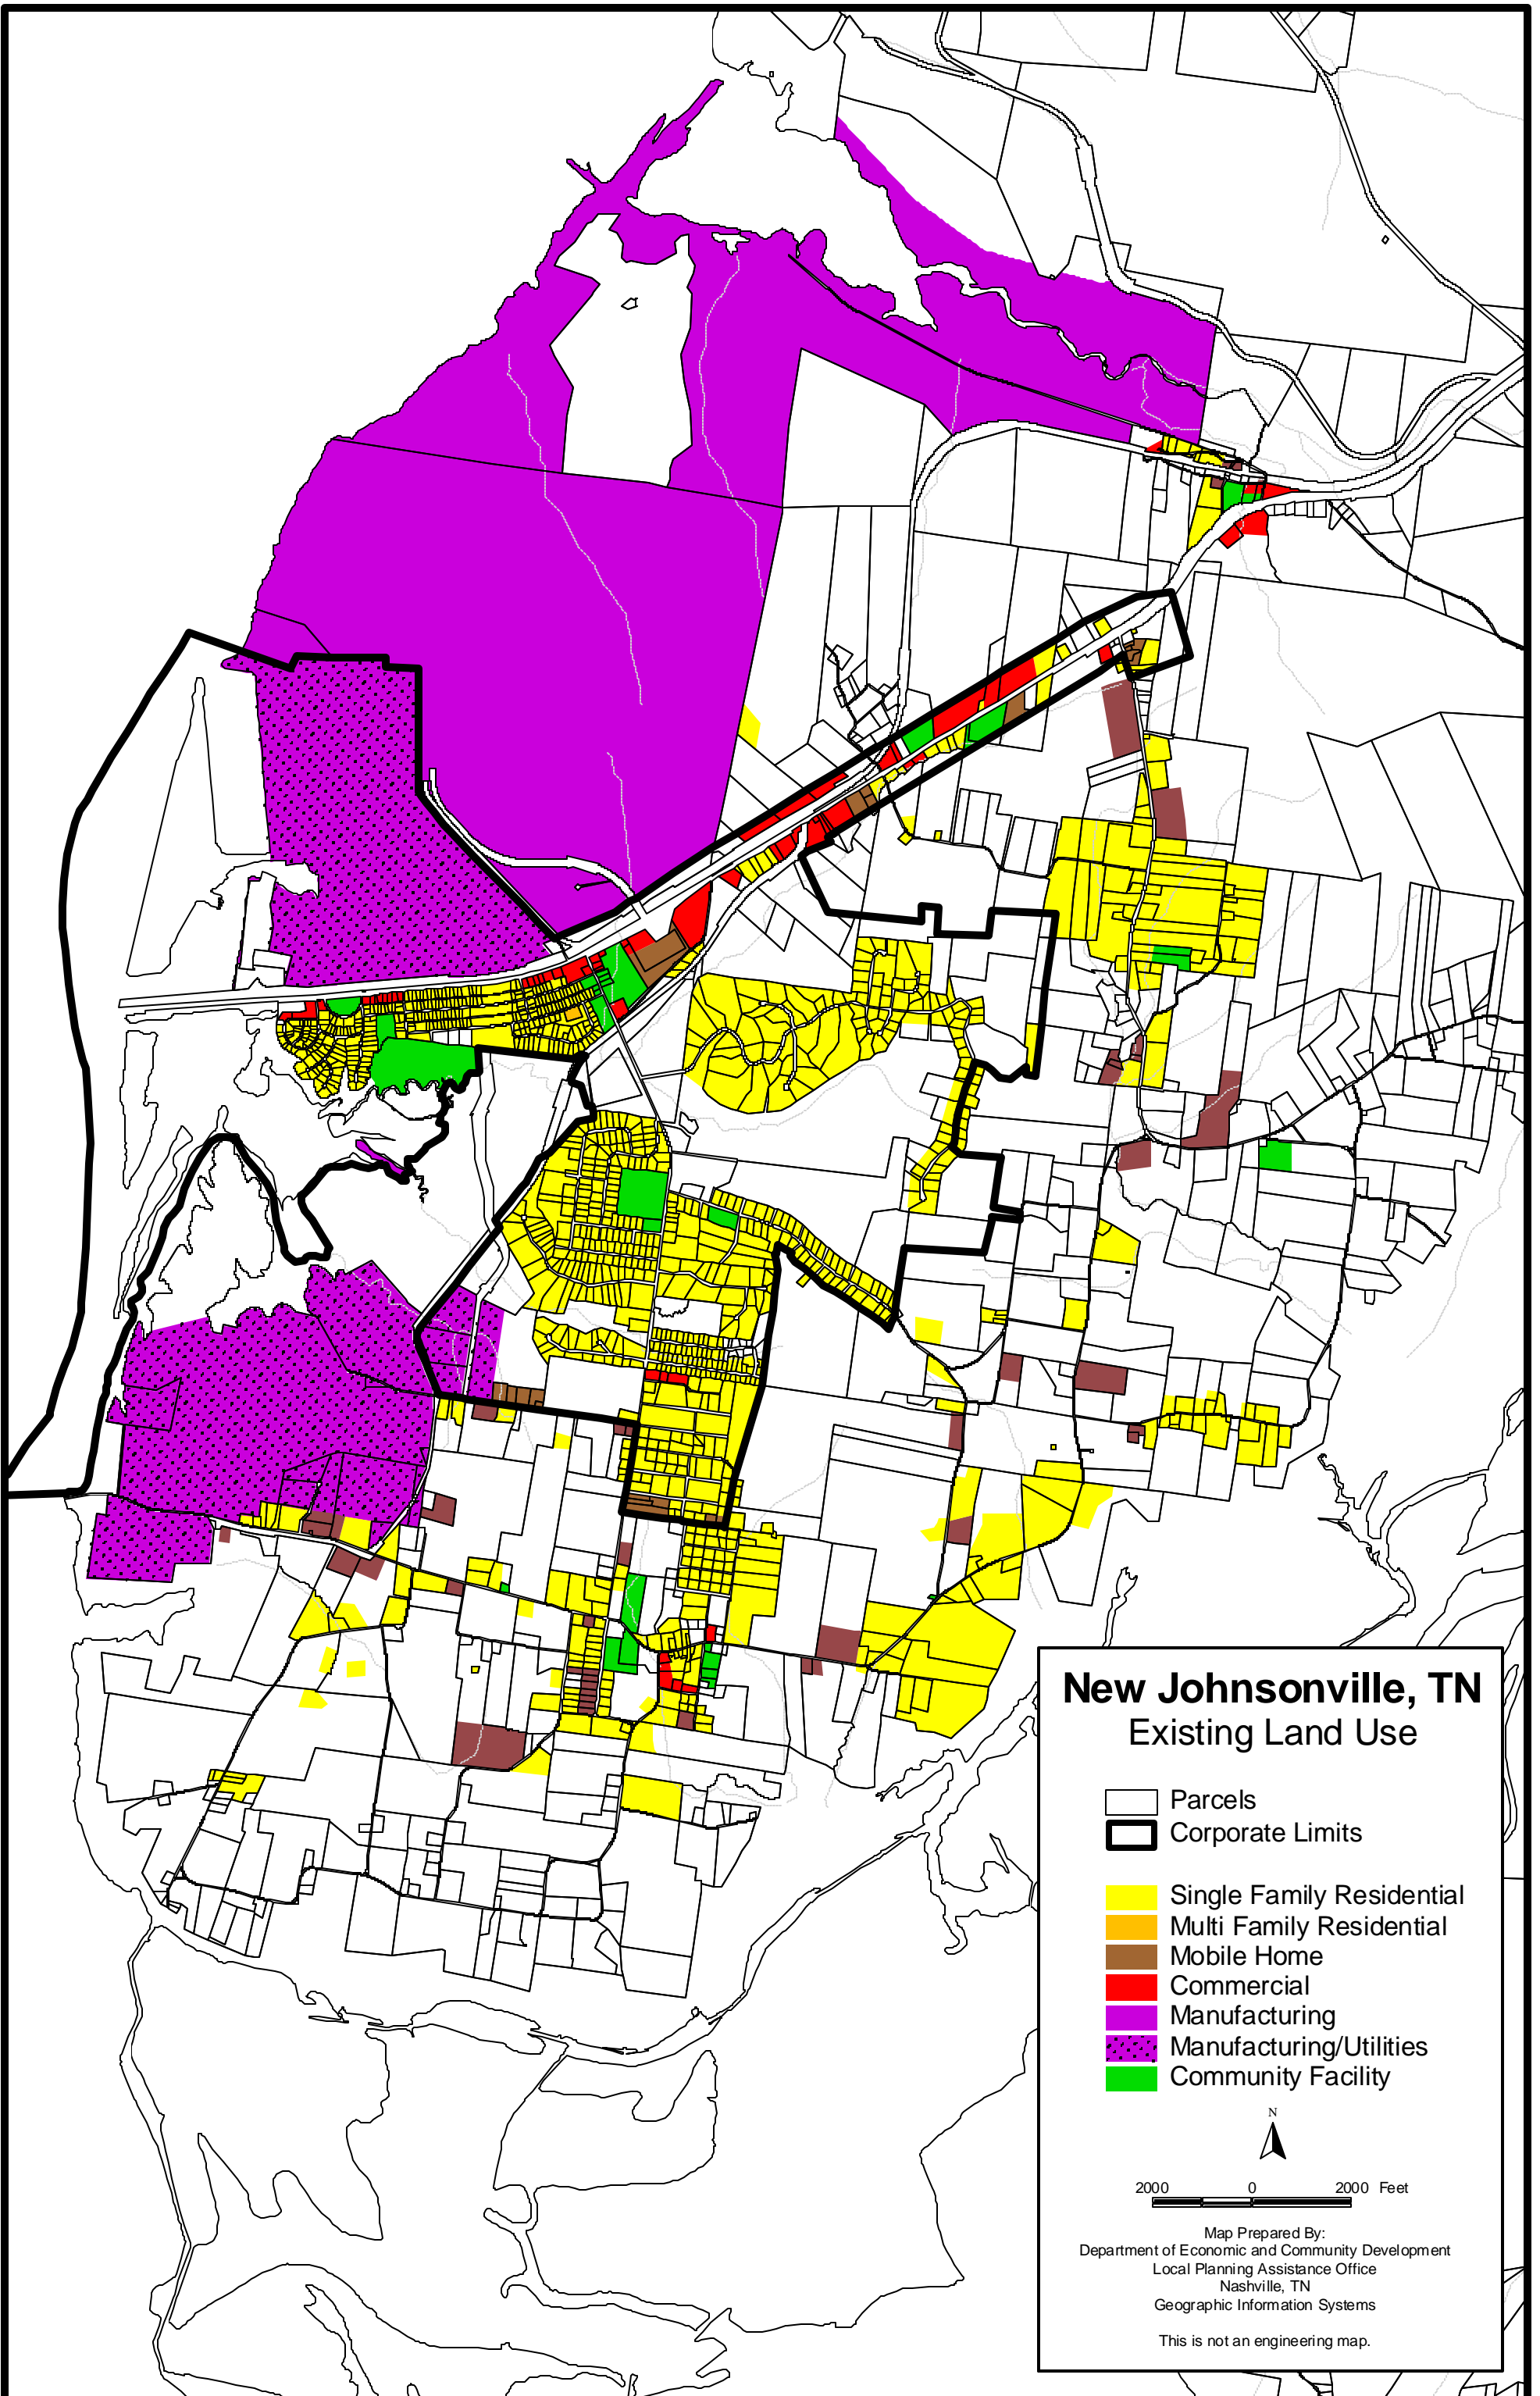 New Johnsonville, TN
Existing Land Use
Parcels
Corporate Limits
Single Family Residential
Multi Family Residential
Mobile Home
Commercial
Manufacturing
Manufacturing/Utilities
Community Facility
N
2000 0 2000 Feet
Map Prepared By:
Department of Economic and Community Development
Local Planning Assistance Office
Nashville, TN
Geographic Information Systems
This is not an engineering map.